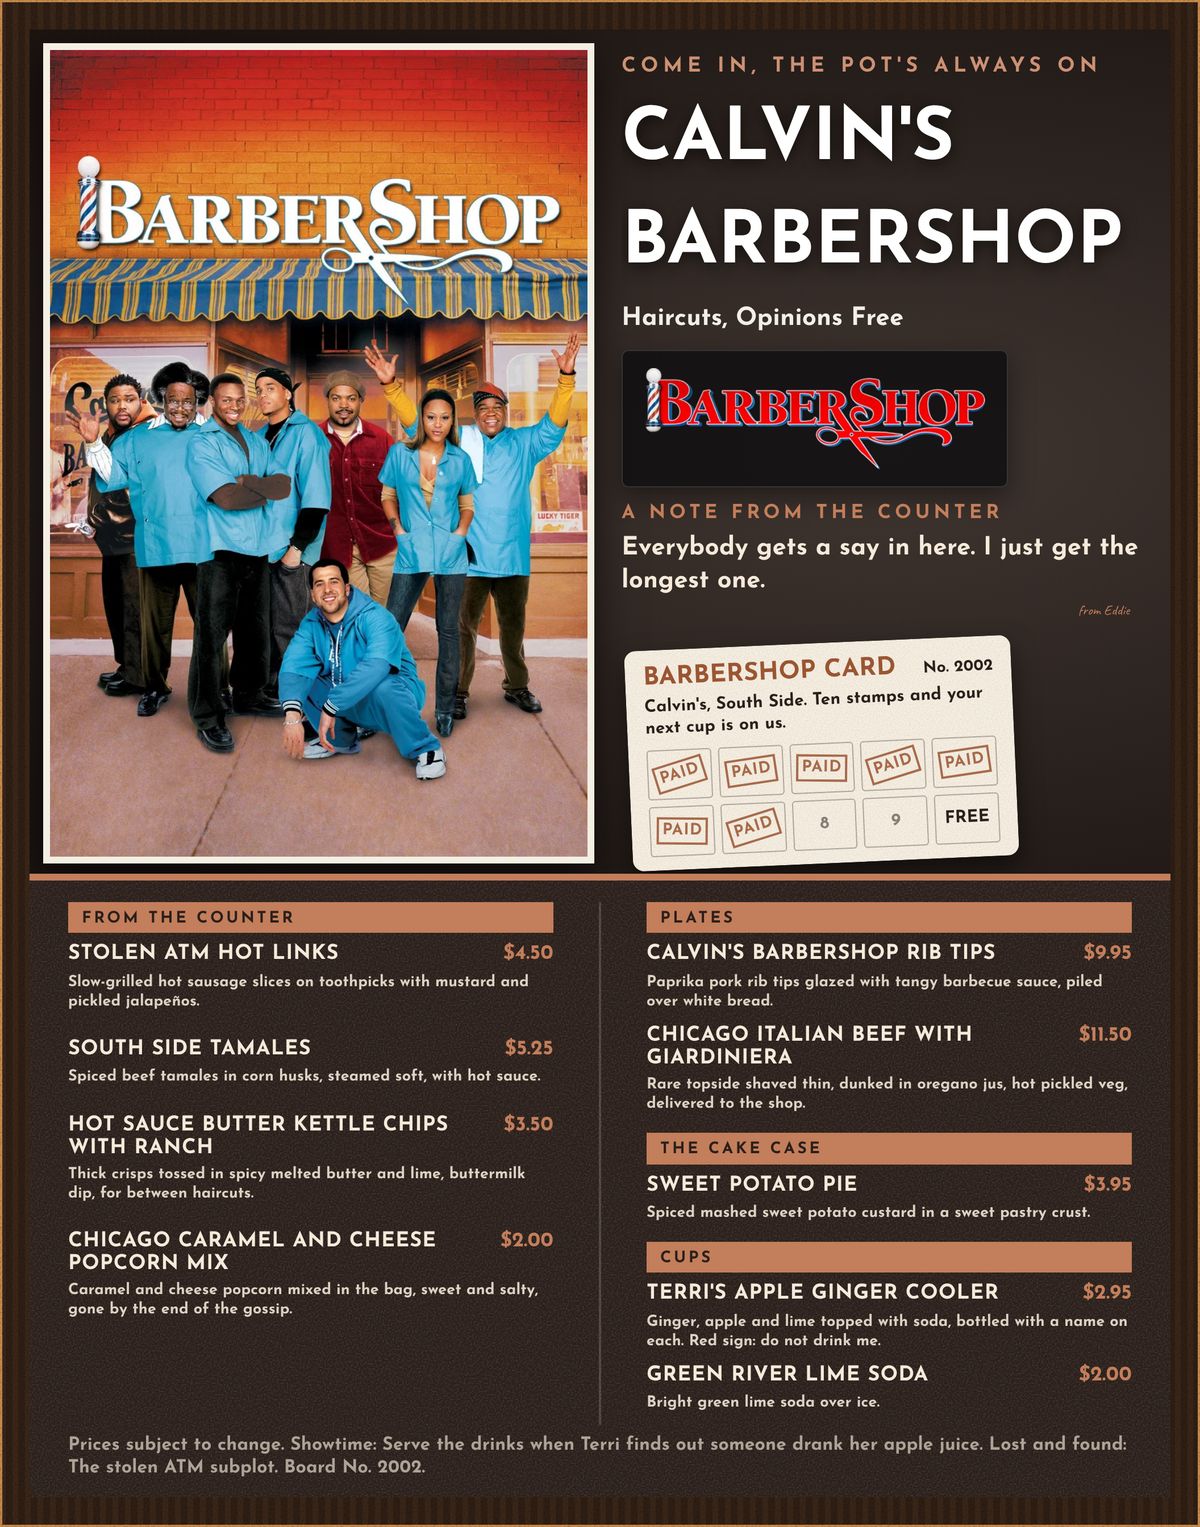 BARBERSHOP
LUCKY TIGER
COME IN, THE POT'S ALWAYS ON
CALVIN'S
BARBERSHOP
Haircuts, Opinions Free
BARBERSHOP
A NOTE FROM THE COUNTER
Everybody gets a say in here. I just get the
longest one.
from Eddie
BARBERSHOP CARD No. 2002
Calvin's, South Side. Ten stamps and your
next cup is on us.
PAID PAID PAID PAID PAID
PAID PAID 8 9 FREE
FROM THE COUNTER
STOLEN ATM HOT LINKS $4.50
Slow-grilled hot sausage slices on toothpicks with mustard and
pickled jalapeños.
SOUTH SIDE TAMALES $5.25
Spiced beef tamales in corn husks, steamed soft, with hot sauce.
HOT SAUCE BUTTER KETTLE CHIPS $3.50
WITH RANCH
Thick crisps tossed in spicy melted butter and lime, buttermilk
dip, for between haircuts.
CHICAGO CARAMEL AND CHEESE $2.00
POPCORN MIX
Caramel and cheese popcorn mixed in the bag, sweet and salty,
gone by the end of the gossip.
PLATES
CALVIN'S BARBERSHOP RIB TIPS $9.95
Paprika pork rib tips glazed with tangy barbecue sauce, piled
over white bread.
CHICAGO ITALIAN BEEF WITH $11.50
GIARDINIERA
Rare topside shaved thin, dunked in oregano jus, hot pickled veg,
delivered to the shop.
THE CAKE CASE
SWEET POTATO PIE $3.95
Spiced mashed sweet potato custard in a sweet pastry crust.
CUPS
TERRI'S APPLE GINGER COOLER $2.95
Ginger, apple and lime topped with soda, bottled with a name on
each. Red sign: do not drink me.
GREEN RIVER LIME SODA $2.00
Bright green lime soda over ice.
Prices subject to change. Showtime: Serve the drinks when Terri finds out someone drank her apple juice. Lost and found:
The stolen ATM subplot. Board No. 2002.